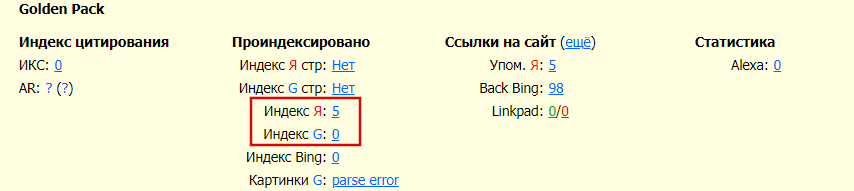 Golden Pack
Индекс цитирования
ИКС: 0
AR: ? (?)
Проиндексировано
Индекс Я стр: Нет
Индекс G стр: Нет
Индекс Я: 5
Индекс G: 0
Индекс Bing: 0
Картинки G: parse error
Ссылки на сайт (ещё)
Упом. Я: 5
Back Bing: 98
Linkpad: 0/0
Статистика
Alexa: 0